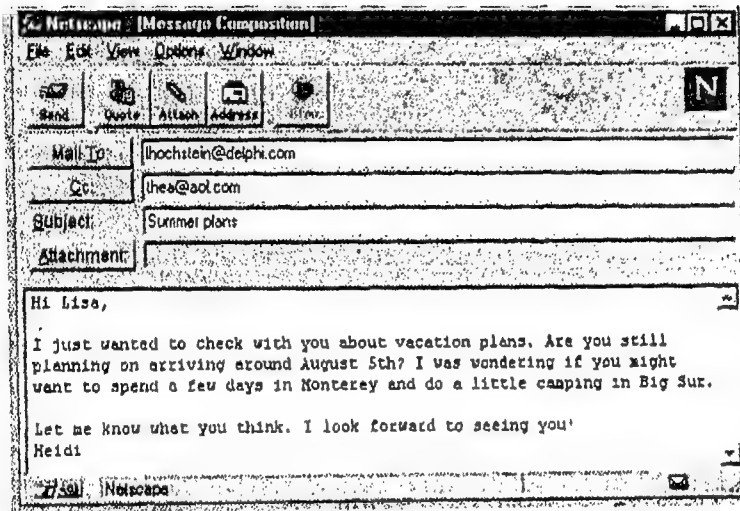 Netscape - [Message Composition]
File Edit View Options Window
Send Quote Attach Address
N
Mail To: lhochstein@delphi.com
Cc: thea@aol.com
Subject: Summer plans
Attachment:
Hi Lisa,
I just wanted to check with you about vacation plans. Are you still
planning on arriving around August 5th? I was wondering if you might
want to spend a few days in Monterey and do a little camping in Big Sur.
Let me know what you think. I look forward to seeing you!
Heidi
Netscape